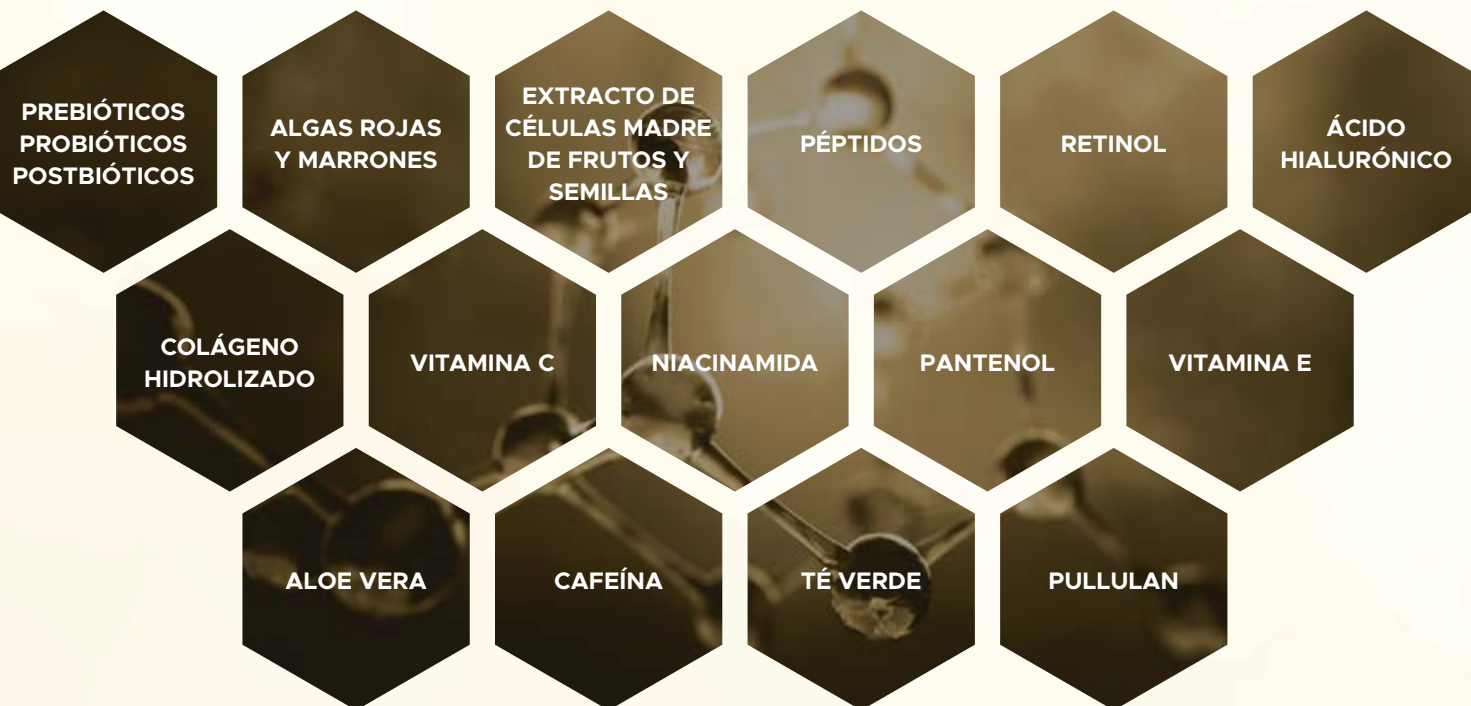 PREBIÓTICOS
PROBIÓTICOS
POSTBIÓTICOS
ALGAS ROJAS
Y MARRONES
EXTRACTO DE
CÉLULAS MADRE
DE FRUTOS Y
SEMILLAS
PÉPTIDOS
RETINOL
ÁCIDO
HIALURÓNICO
COLÁGENO
HIDROLIZADO
VITAMINA C
NIACINAMIDA
PANTENOL
VITAMINA E
ALOE VERA
CAFEÍNA
TÉ VERDE
PULLULAN